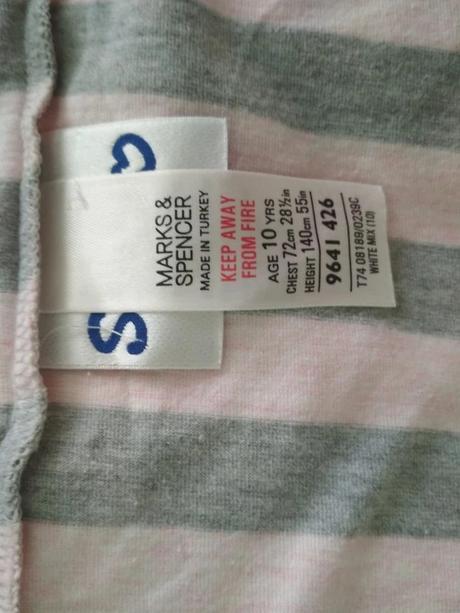 MARKS &
SPENCER
MADE IN TURKEY
KEEP AWAY
FROM FIRE
AGE 10 YRS
CHEST 72cm 28½in
HEIGHT 140cm 55in
9641 426
T74 08189/0239C
WHITE MIX (10)
S